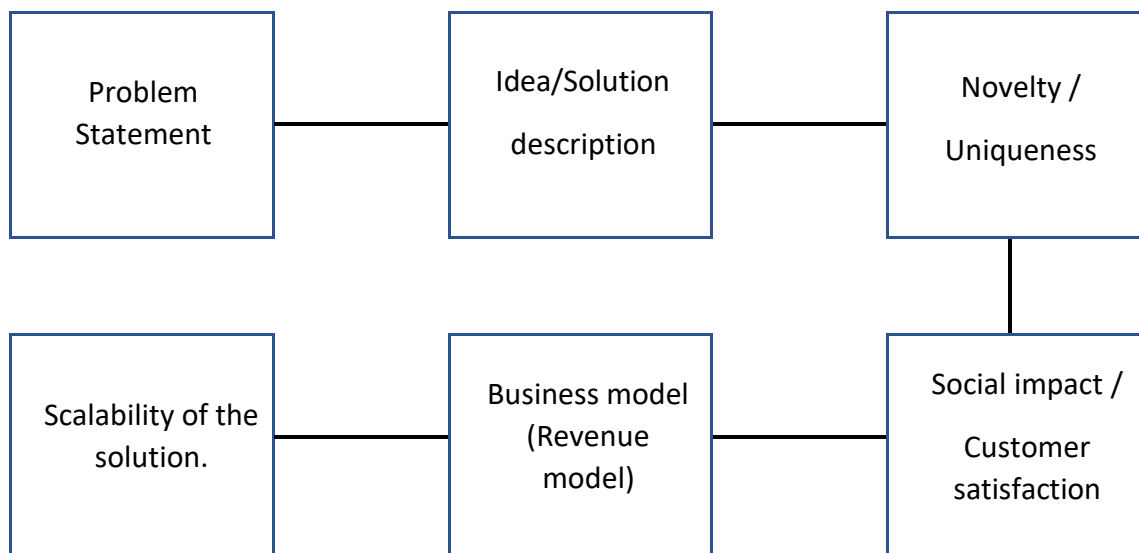 Problem
Statement
Idea/Solution
description
Novelty /
Uniqueness
Scalability of the
solution.
Business model
(Revenue
model)
Social impact /
Customer
satisfaction